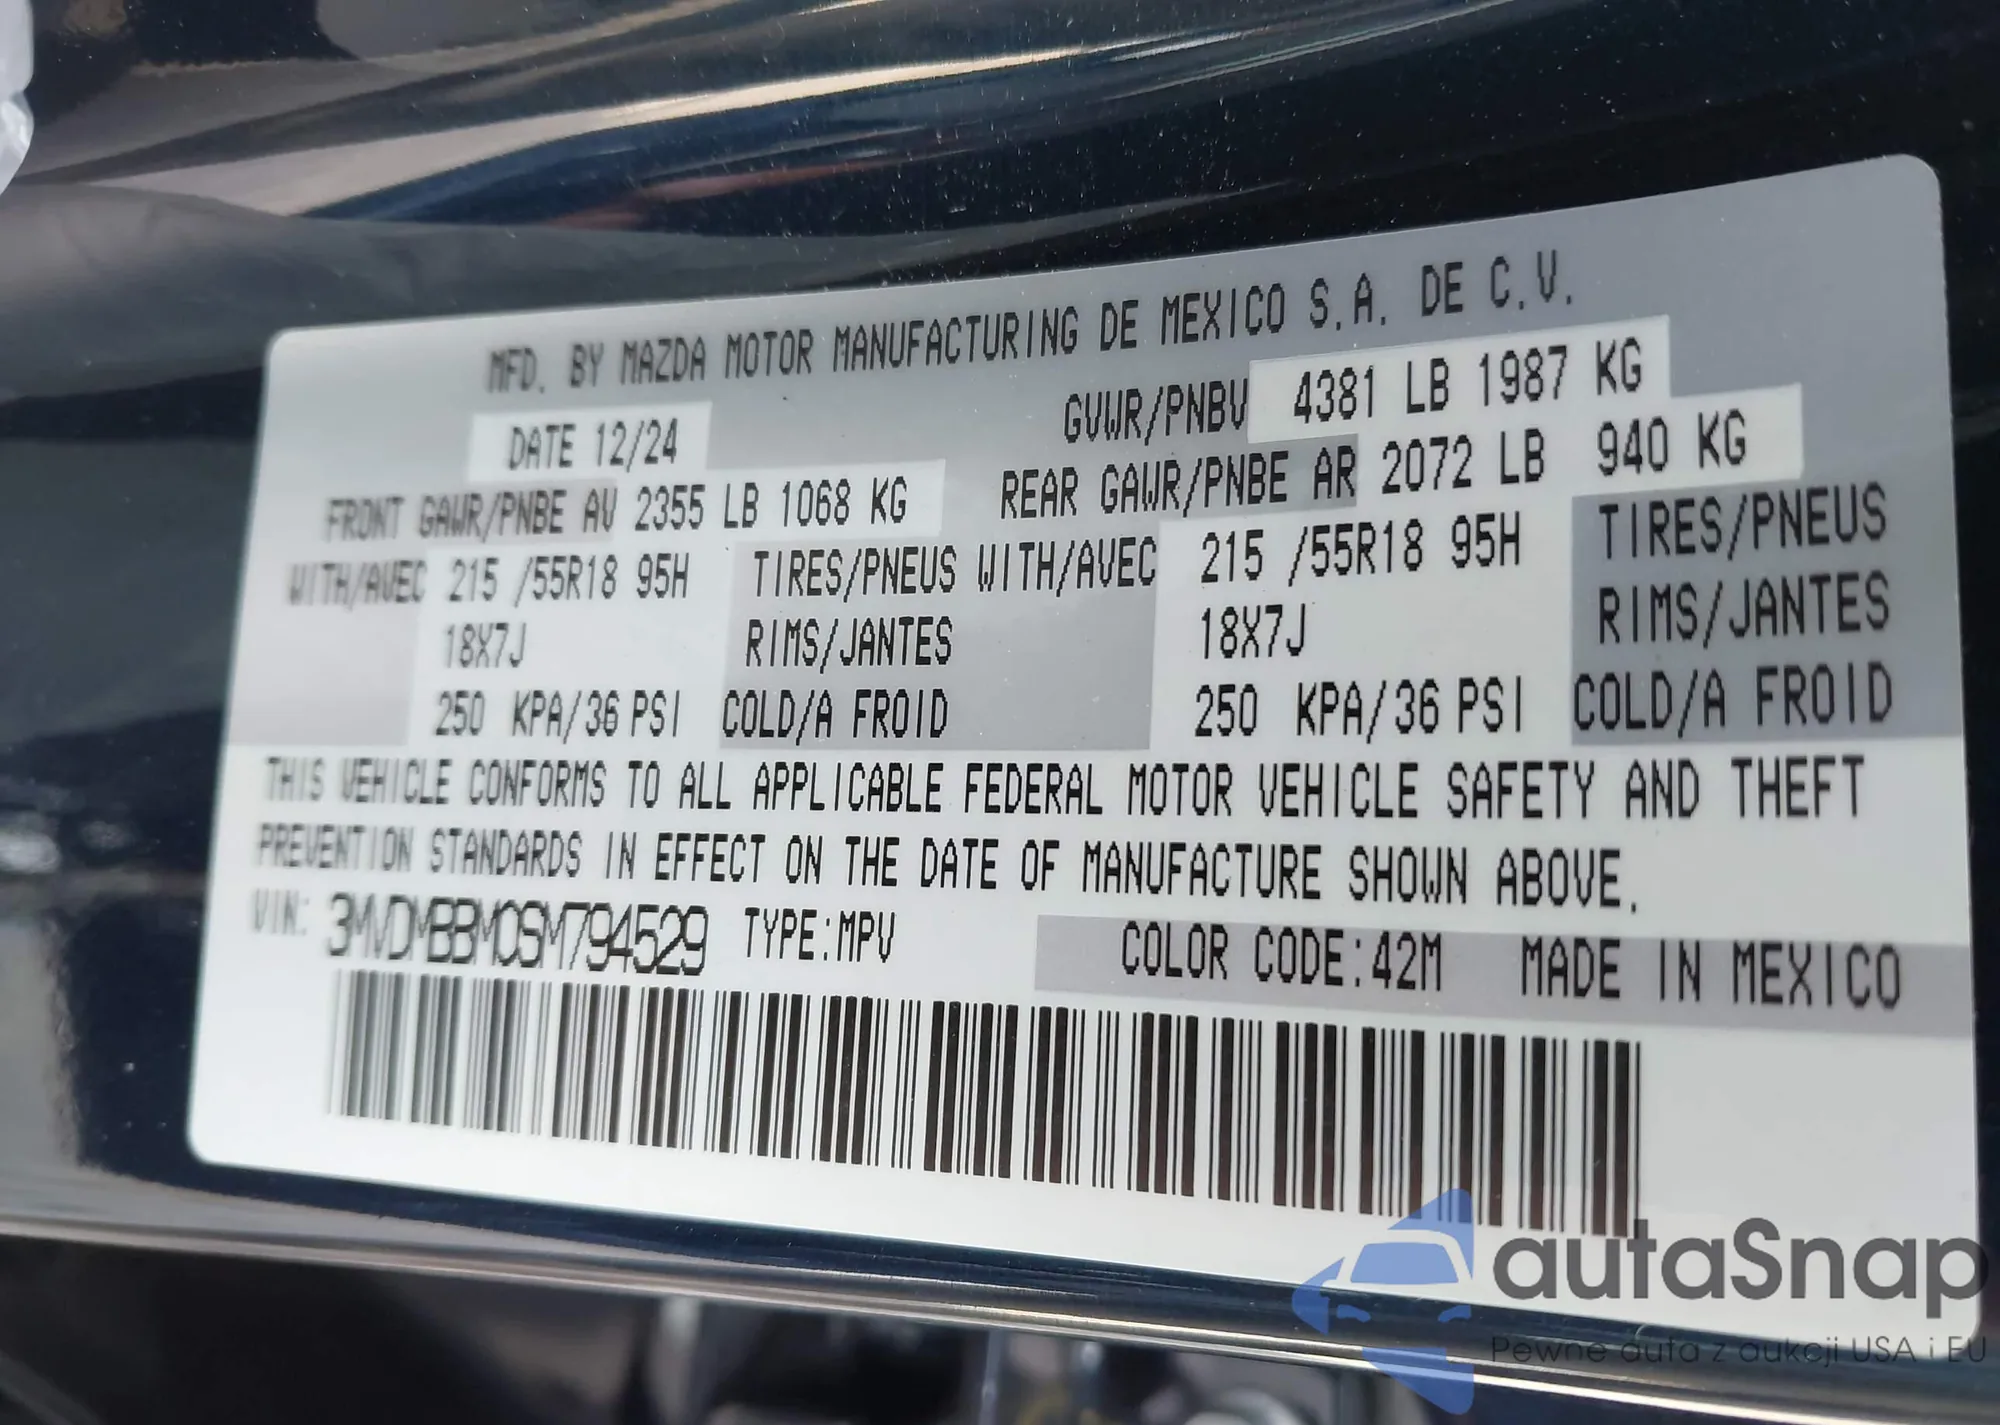 MFD. BY MAZDA MOTOR MANUFACTURING DE MEXICO S.A. DE C.V.
DATE 12/24 GVWR/PNBV 4381 LB 1987 KG
FRONT GAWR/PNBE AV 2355 LB 1068 KG REAR GAWR/PNBE AR 2072 LB 940 KG
WITH/AVEC 215 /55R18 95H TIRES/PNEUS WITH/AVEC 215 /55R18 95H TIRES/PNEUS
18X7J RIMS/JANTES 18X7J RIMS/JANTES
250 KPA/36 PSI COLD/A FROID 250 KPA/36 PSI COLD/A FROID
THIS VEHICLE CONFORMS TO ALL APPLICABLE FEDERAL MOTOR VEHICLE SAFETY AND THEFT
PREVENTION STANDARDS IN EFFECT ON THE DATE OF MANUFACTURE SHOWN ABOVE.
VIN: 3MVDMBBM0SM794529 TYPE:MPV COLOR CODE:42M MADE IN MEXICO
autaSnap
Pewne auta z aukcji USA i EU